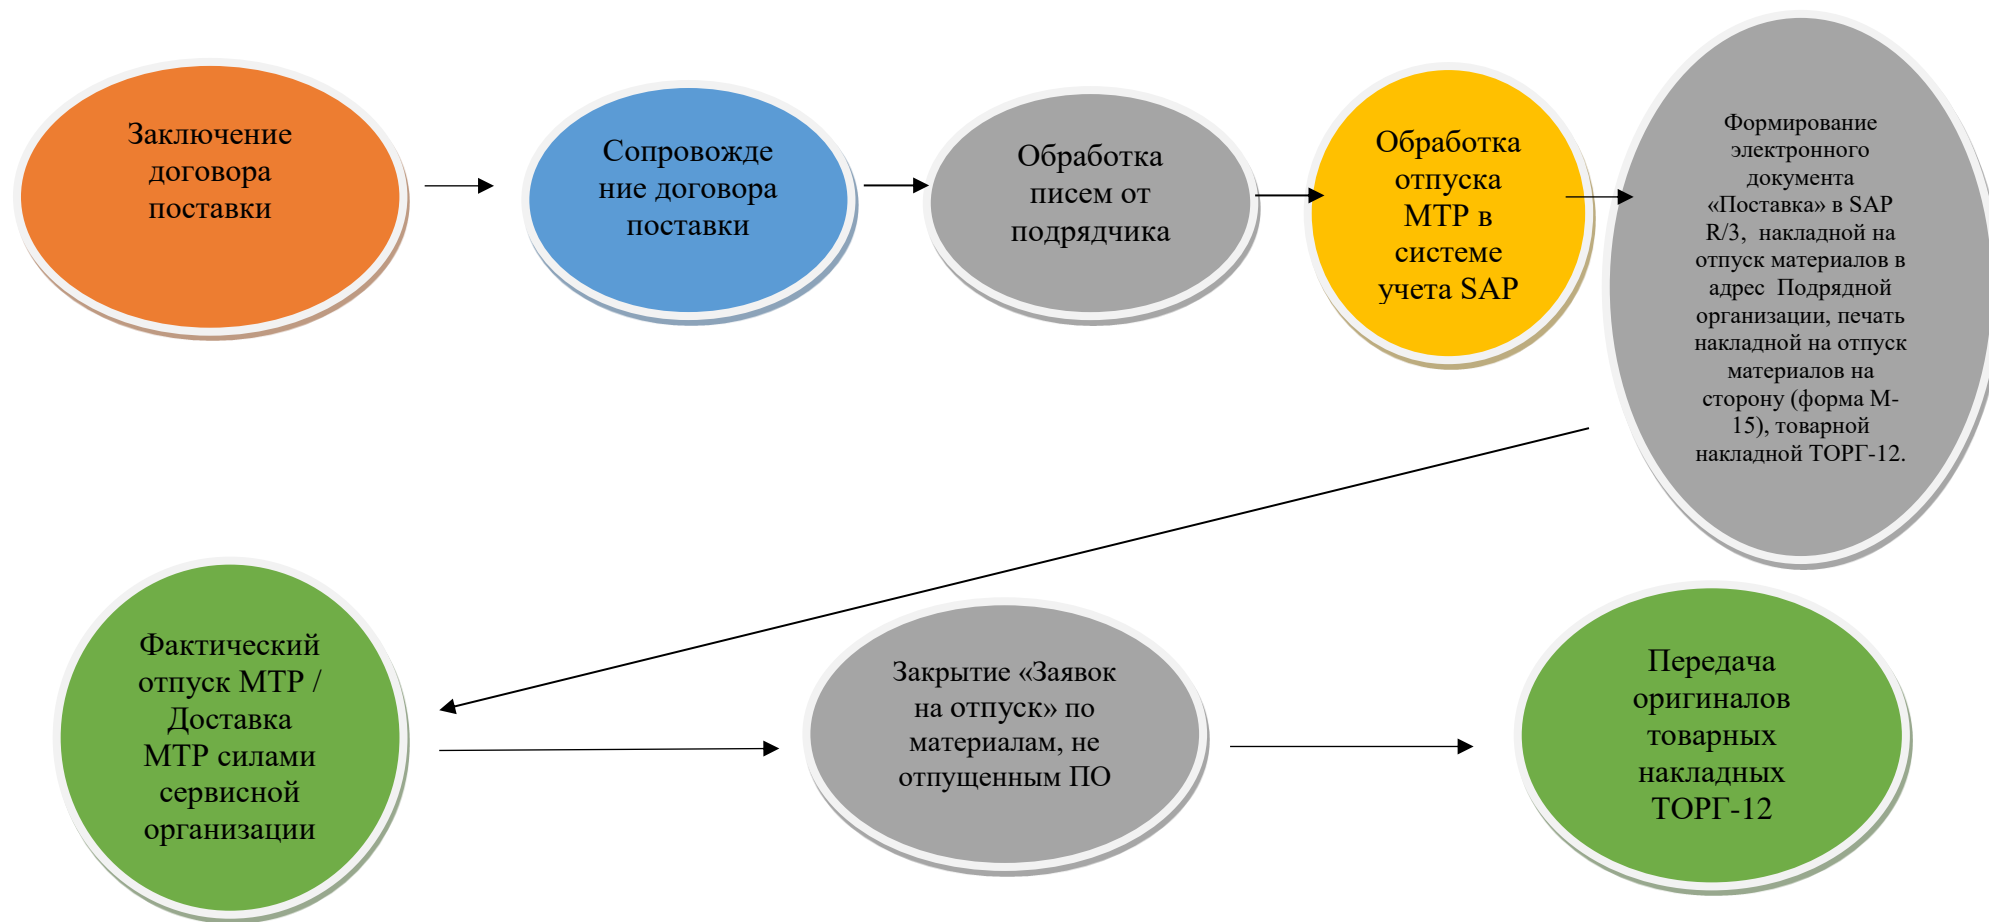 Заключение
договора
поставки
Сопровожде
ние договора
поставки
Обработка
писем от
подрядчика
Обработка
отпуска
МТР в
системе
учета SAP
Формирование
электронного
документа
«Поставка» в SAP
R/3, накладной на
отпуск материалов в
адрес Подрядной
организации, печать
накладной на отпуск
материалов на
сторону (форма М-
15), товарной
накладной ТОРГ-12.
Фактический
отпуск МТР /
Доставка
МТР силами
сервисной
организации
Закрытие «Заявок
на отпуск» по
материалам, не
отпущенным ПО
Передача
оригиналов
товарных
накладных
ТОРГ-12